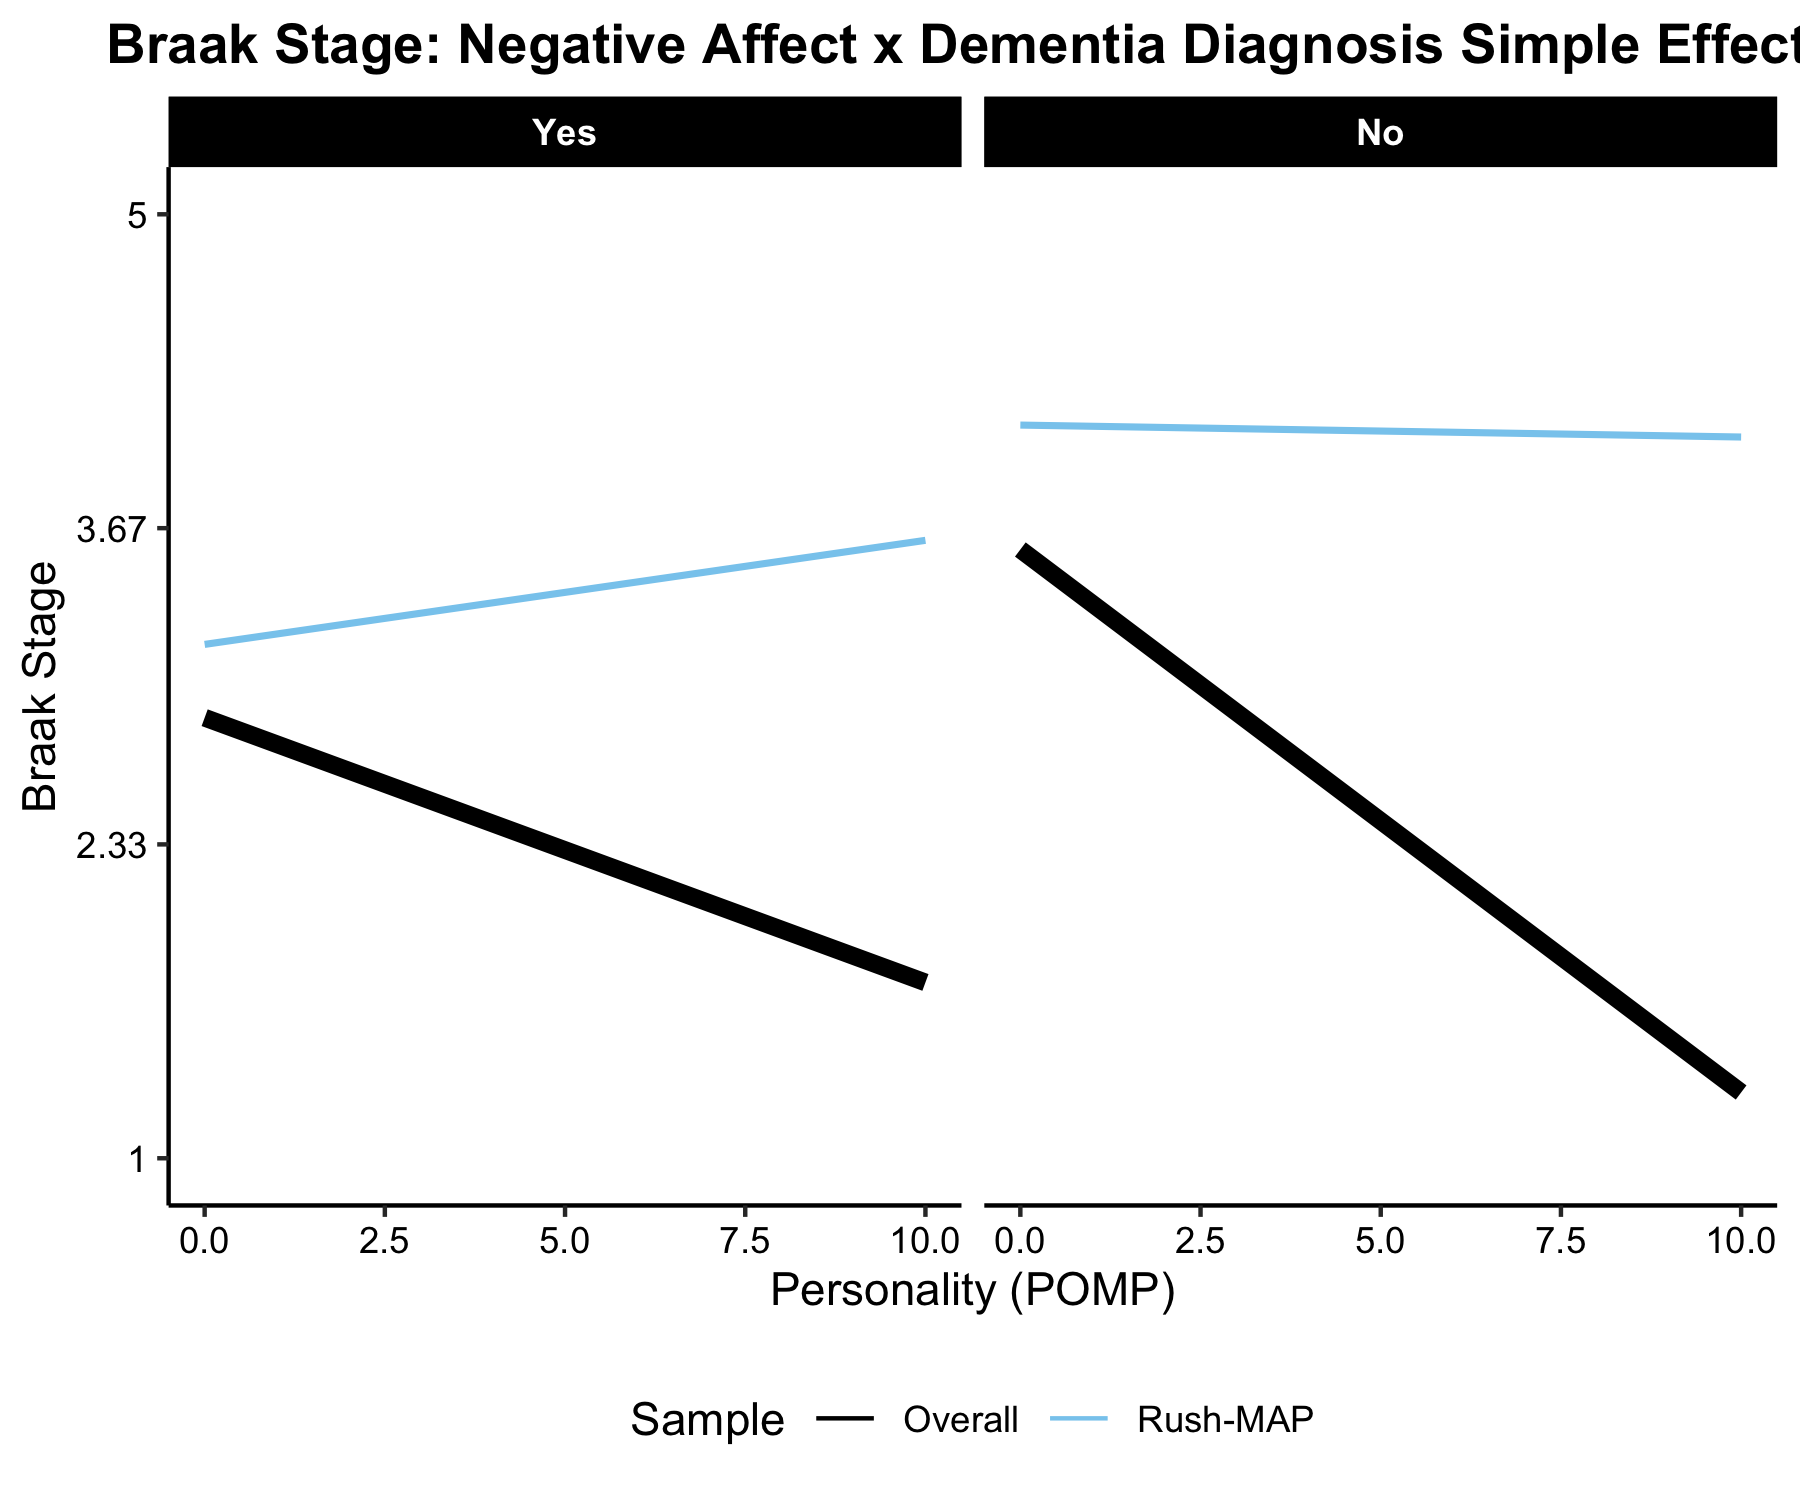 Braak Stage: Negative Affect x Dementia Diagnosis Simple Effect
Yes No
5
3.67
2.33
1
Braak Stage
0.0 2.5 5.0 7.5 10.0 0.0 2.5 5.0 7.5 10.0
Personality (POMP)
Sample Overall Rush-MAP